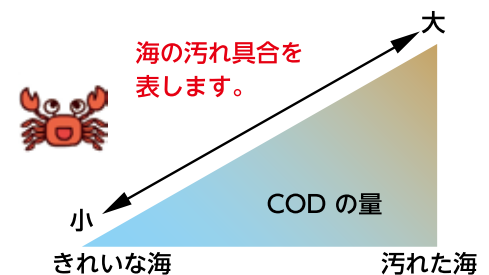 大
海の汚れ具合を
表します。
COD の量
小
きれいな海
汚れた海